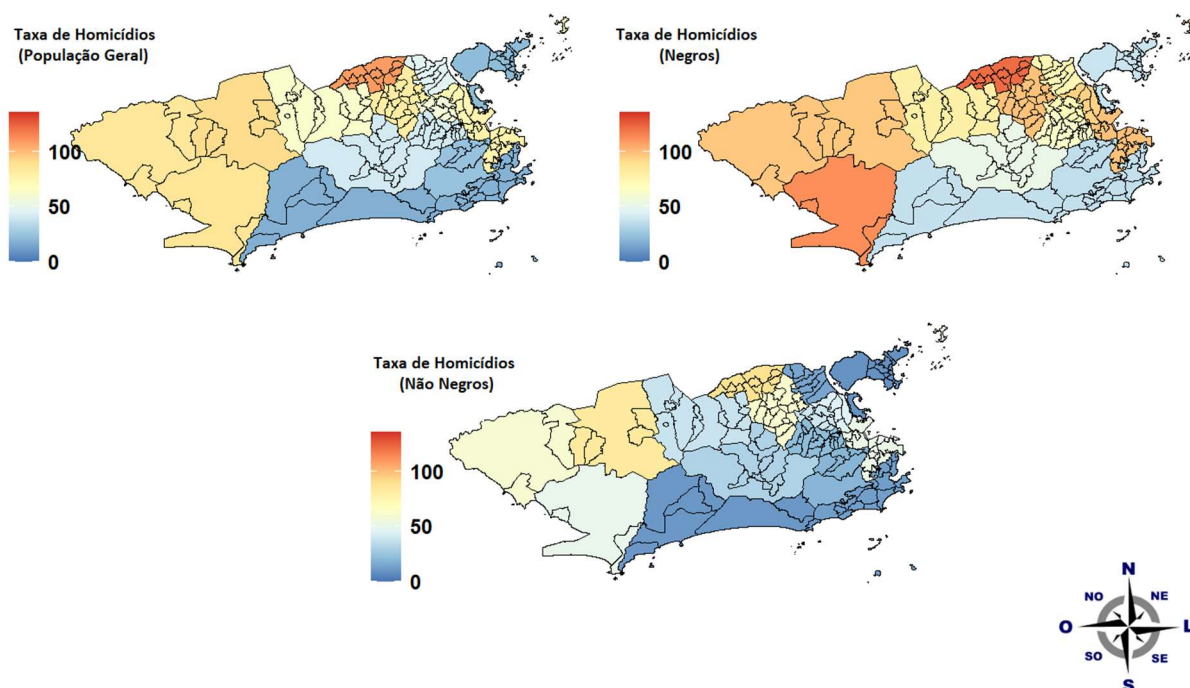 Taxa de Homicídios
(População Geral)
100
50
0
Taxa de Homicídios
(Negros)
100
50
0
Taxa de Homicídios
(Não Negros)
100
50
0
N
NO
NE
O
L
SO
SE
S